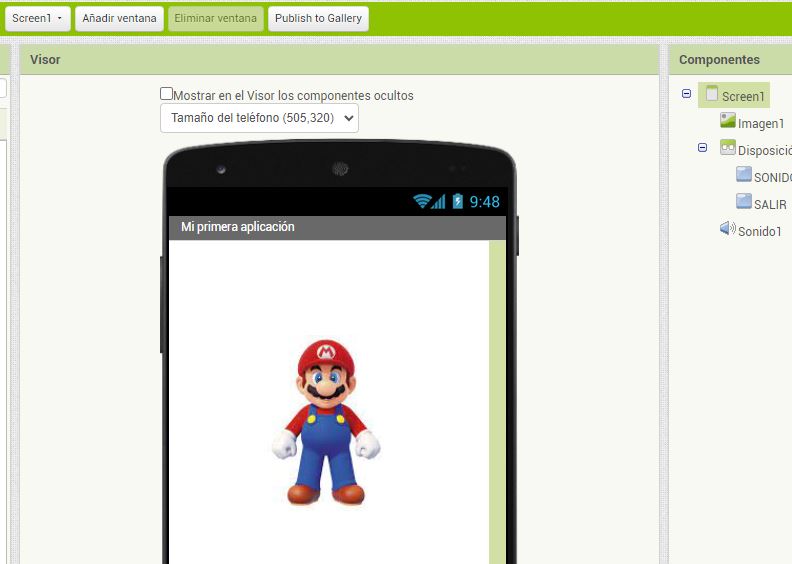 Screen1 Añadir ventana Eliminar ventana Publish to Gallery
Visor
Mostrar en el Visor los componentes ocultos
Tamaño del teléfono (505,320)
9:48
Mi primera aplicación
M
Componentes
Screen1
Imagen1
Disposició
SONIDO
SALIR
Sonido1